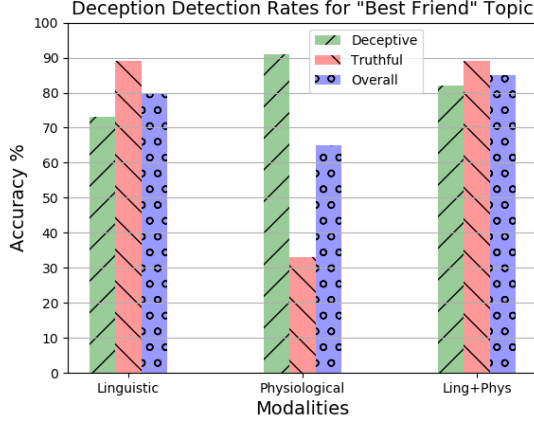 Deception Detection Rates for "Best Friend" Topic
100
90
80
70
60
50
40
30
20
10
0
Accuracy %
Deceptive
Truthful
Overall
Linguistic Physiological Ling+Phys
Modalities